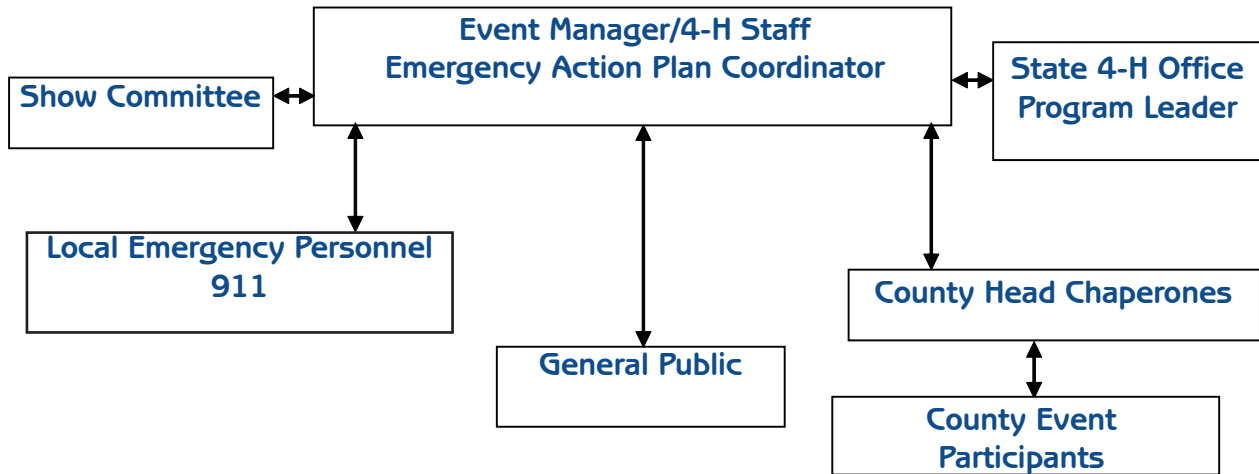 Event Manager/4-H Staff
Emergency Action Plan Coordinator
Show Committee
State 4-H Office
Program Leader
Local Emergency Personnel
911
General Public
County Head Chaperones
County Event
Participants